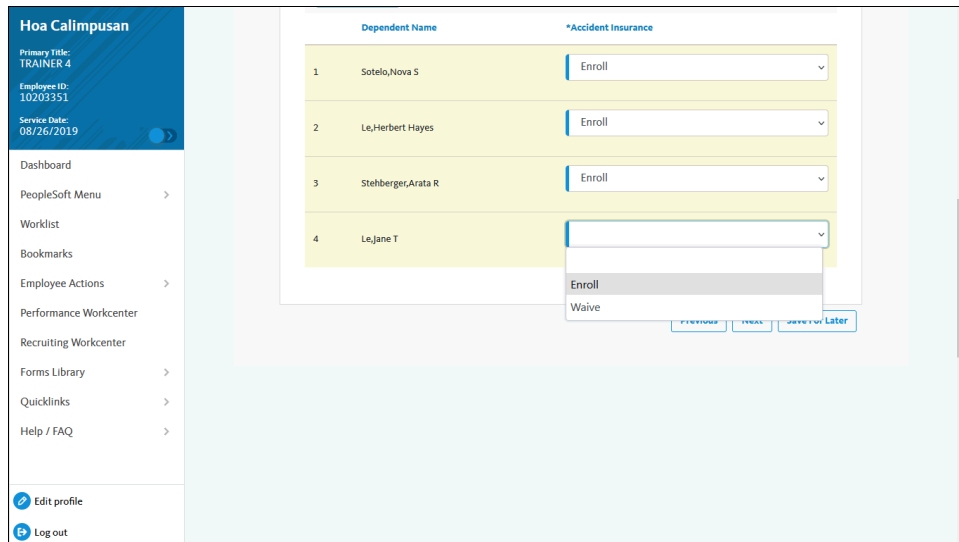 Hoa Calimpusan
Primary Title:
TRAINER 4
Employee ID:
10203351
Service Date:
08/26/2019
Dashboard
PeopleSoft Menu
Worklist
Bookmarks
Employee Actions
Performance Workcenter
Recruiting Workcenter
Forms Library
Quicklinks
Help / FAQ
Edit profile
Log out
Dependent Name *Accident Insurance
1 Sotelo,Nova S Enroll
2 Le,Herbert Hayes Enroll
3 Stehberger,Arata R Enroll
4 Le,Jane T
Enroll
Waive
Previous Next Save For Later